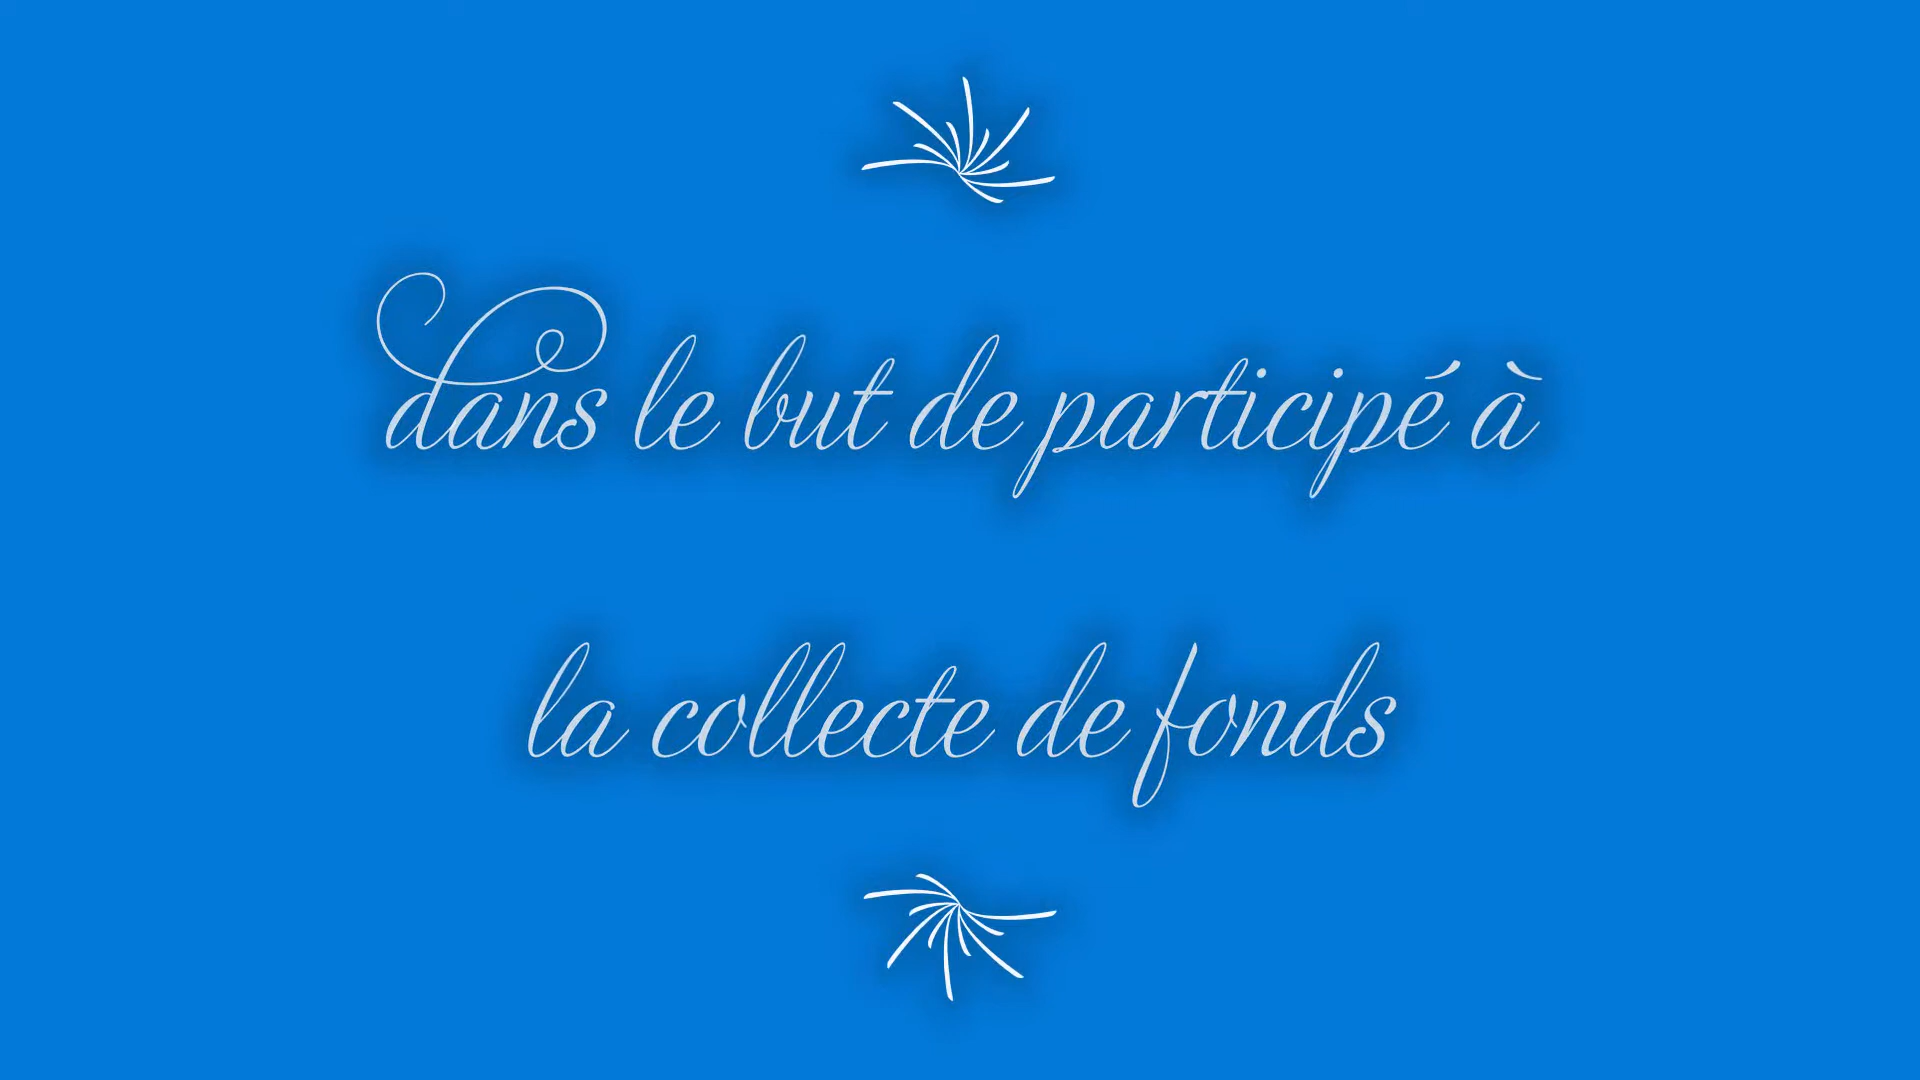 dans le but de participé à
la collecte de fonds